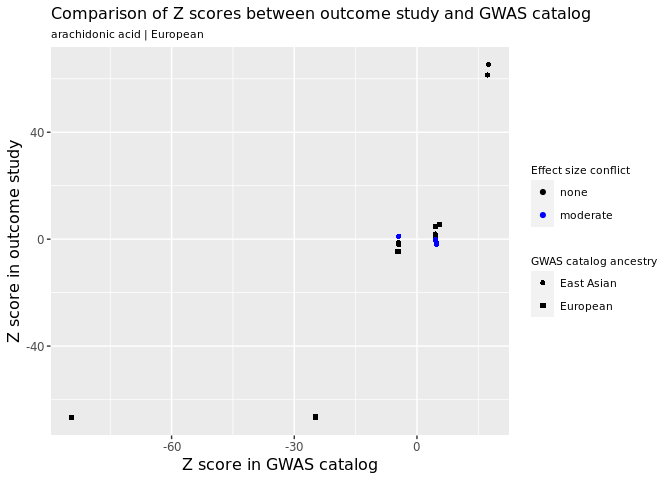 Comparison of Z scores between outcome study and GWAS catalog
arachidonic acid | European
Z score in outcome study
40
0
-40
-60
-30
0
Z score in GWAS catalog
Effect size conflict
none
moderate
GWAS catalog ancestry
East Asian
European